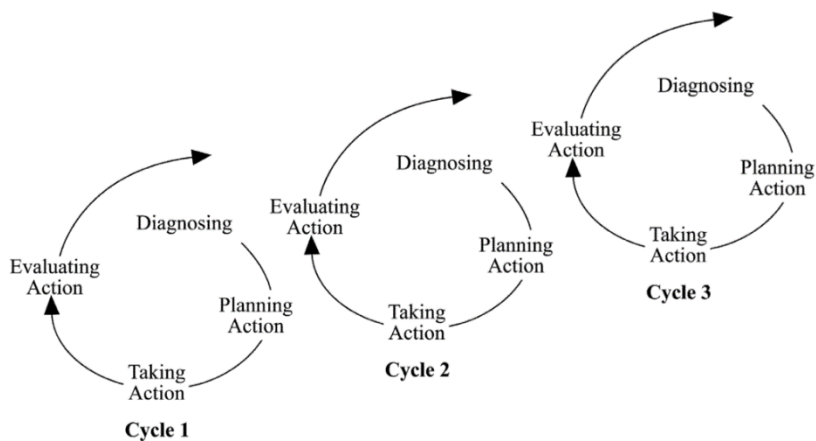 Diagnosing
Planning
Action
Taking
Action
Evaluating
Action
Cycle 1
Diagnosing
Planning
Action
Taking
Action
Evaluating
Action
Cycle 2
Diagnosing
Planning
Action
Taking
Action
Evaluating
Action
Cycle 3